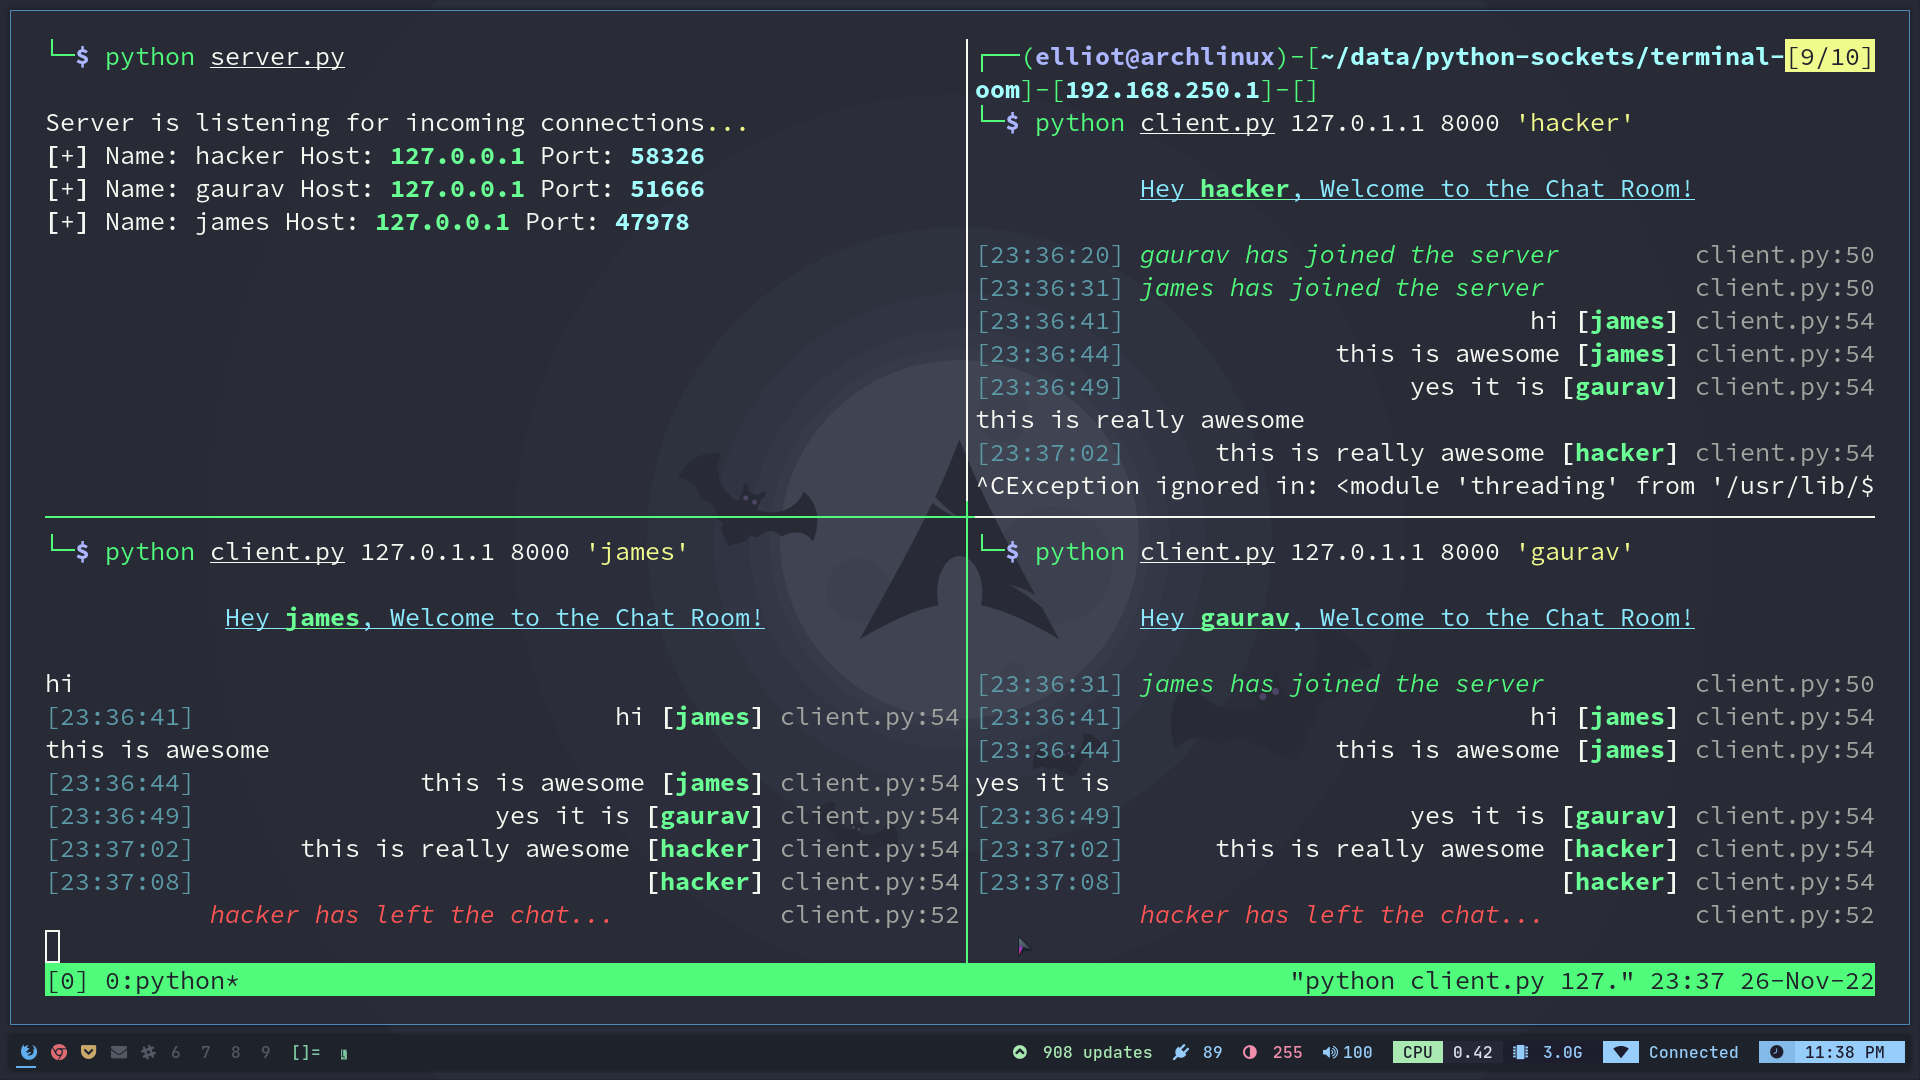 └─$ python server.py
Server is listening for incoming connections...
[+] Name: hacker Host: 127.0.0.1 Port: 58326
[+] Name: gaurav Host: 127.0.0.1 Port: 51666
[+] Name: james Host: 127.0.0.1 Port: 47978
┌──(elliot@archlinux)-[~/data/python-sockets/terminal-[9/10]
oom]-[192.168.250.1]-[]
└─$ python client.py 127.0.1.1 8000 'hacker'
Hey hacker, Welcome to the Chat Room!
[23:36:20] gaurav has joined the server client.py:50
[23:36:31] james has joined the server client.py:50
[23:36:41] hi [james] client.py:54
[23:36:44] this is awesome [james] client.py:54
[23:36:49] yes it is [gaurav] client.py:54
this is really awesome
[23:37:02] this is really awesome [hacker] client.py:54
^CException ignored in: <module 'threading' from '/usr/lib/$
└─$ python client.py 127.0.1.1 8000 'james'
Hey james, Welcome to the Chat Room!
hi
[23:36:41] hi [james] client.py:54
this is awesome
[23:36:44] this is awesome [james] client.py:54
[23:36:49] yes it is [gaurav] client.py:54
[23:37:02] this is really awesome [hacker] client.py:54
[23:37:08] [hacker] client.py:54
hacker has left the chat... client.py:52
└─$ python client.py 127.0.1.1 8000 'gaurav'
Hey gaurav, Welcome to the Chat Room!
[23:36:31] james has joined the server client.py:50
[23:36:41] hi [james] client.py:54
[23:36:44] this is awesome [james] client.py:54
yes it is
[23:36:49] yes it is [gaurav] client.py:54
[23:37:02] this is really awesome [hacker] client.py:54
[23:37:08] [hacker] client.py:54
hacker has left the chat... client.py:52
[0] 0:python* "python client.py 127." 23:37 26-Nov-22
6 7 8 9 []= 908 updates 89 255 100 CPU 0.42 3.0G Connected 11:38 PM